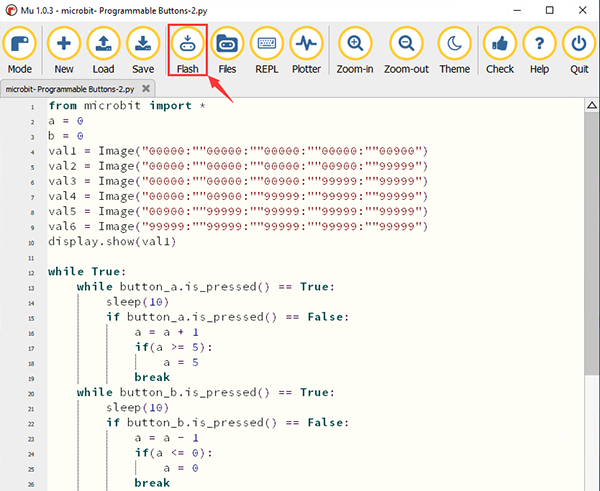 Mu 1.0.3 - microbit- Programmable Buttons-2.py
Mode New Load Save Flash Files REPL Plotter Zoom-in Zoom-out Theme Check Help Quit
microbit- Programmable Buttons-2.py
1 from microbit import *
2 a = 0
3 b = 0
4 val1 = Image("00000:""00000:""00000:""00000:""00900")
5 val2 = Image("00000:""00000:""00000:""00900:""99999")
6 val3 = Image("00000:""00000:""00900:""99999:""99999")
7 val4 = Image("00000:""00900:""99999:""99999:""99999")
8 val5 = Image("00900:""99999:""99999:""99999:""99999")
9 val6 = Image("99999:""99999:""99999:""99999:""99999")
10 display.show(val1)
11
12 while True:
13     while button_a.is_pressed() == True:
14         sleep(10)
15         if button_a.is_pressed() == False:
16             a = a + 1
17             if(a >= 5):
18                 a = 5
19             break
20     while button_b.is_pressed() == True:
21         sleep(10)
22         if button_b.is_pressed() == False:
23             a = a - 1
24             if(a <= 0):
25                 a = 0
26             break